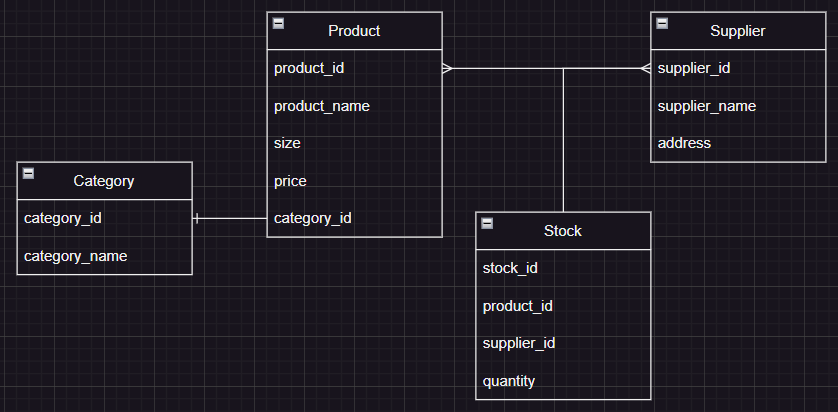 Product
product_id
product_name
size
price
category_id
Supplier
supplier_id
supplier_name
address
Category
category_id
category_name
Stock
stock_id
product_id
supplier_id
quantity